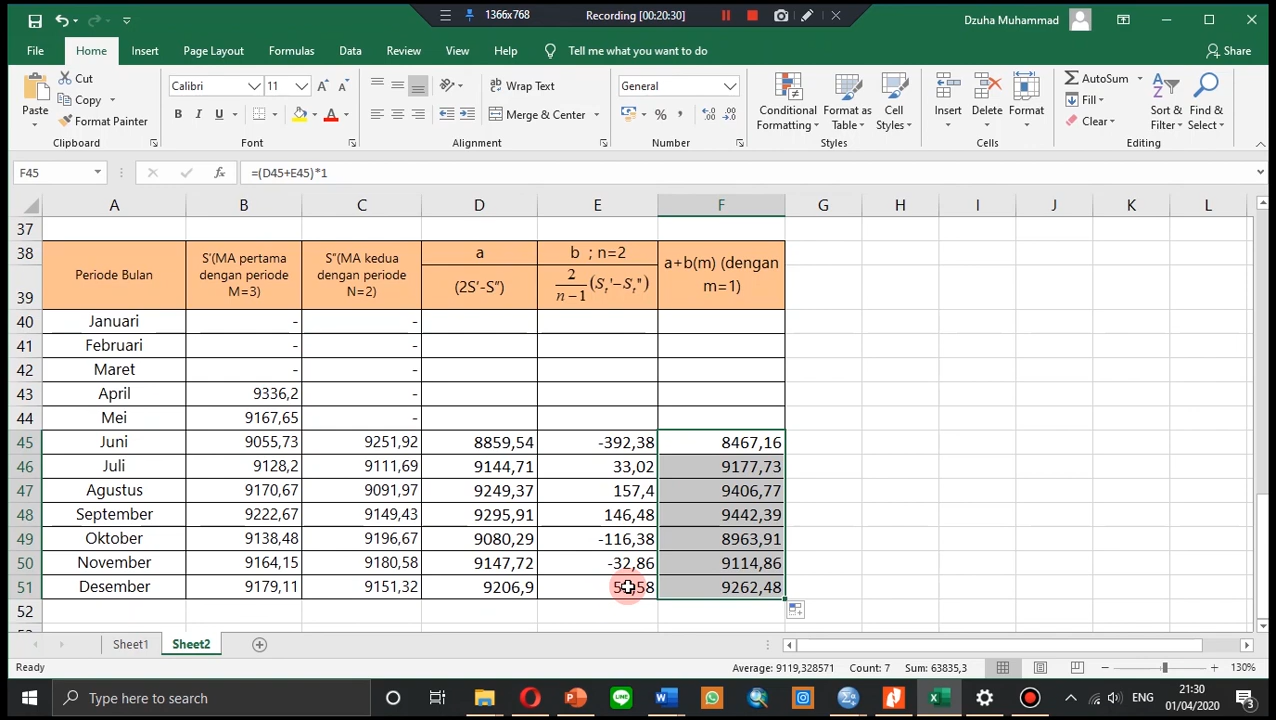 1366x768
Recording [00:20:30]
Dzuha Muhammad
File
Home
Insert
Page Layout
Formulas
Data
Review
View
Help
Tell me what you want to do
Share
Paste
Cut
Copy
Format Painter
Clipboard
Calibri
11
B I U
Font
Wrap Text
Merge & Center
Alignment
General
Number
Conditional Formatting
Format as Table
Cell Styles
Styles
Insert
Delete
Format
Cells
AutoSum
Fill
Clear
Sort & Filter
Find & Select
Editing
F45
fx
=(D45+E45)*1
A B C D E F G H I J K L
37
38 Periode Bulan
S'(MA pertama dengan periode M=3)
S"(MA kedua dengan periode N=2)
a
b ; n=2
a+b(m) (dengan m=1)
39 (2S'-S")
2/(n−1) (St'−St")
40 Januari - -
41 Februari - -
42 Maret - -
43 April 9336,2 -
44 Mei 9167,65 -
45 Juni 9055,73 9251,92 8859,54 -392,38 8467,16
46 Juli 9128,2 9111,69 9144,71 33,02 9177,73
47 Agustus 9170,67 9091,97 9249,37 157,4 9406,77
48 September 9222,67 9149,43 9295,91 146,48 9442,39
49 Oktober 9138,48 9196,67 9080,29 -116,38 8963,91
50 November 9164,15 9180,58 9147,72 -32,86 9114,86
51 Desember 9179,11 9151,32 9206,9 9262,48
52
Sheet1
Sheet2
Ready
Average: 9119,328571
Count: 7
Sum: 63835,3
130%
Type here to search
ENG
21:30
01/04/2020
3